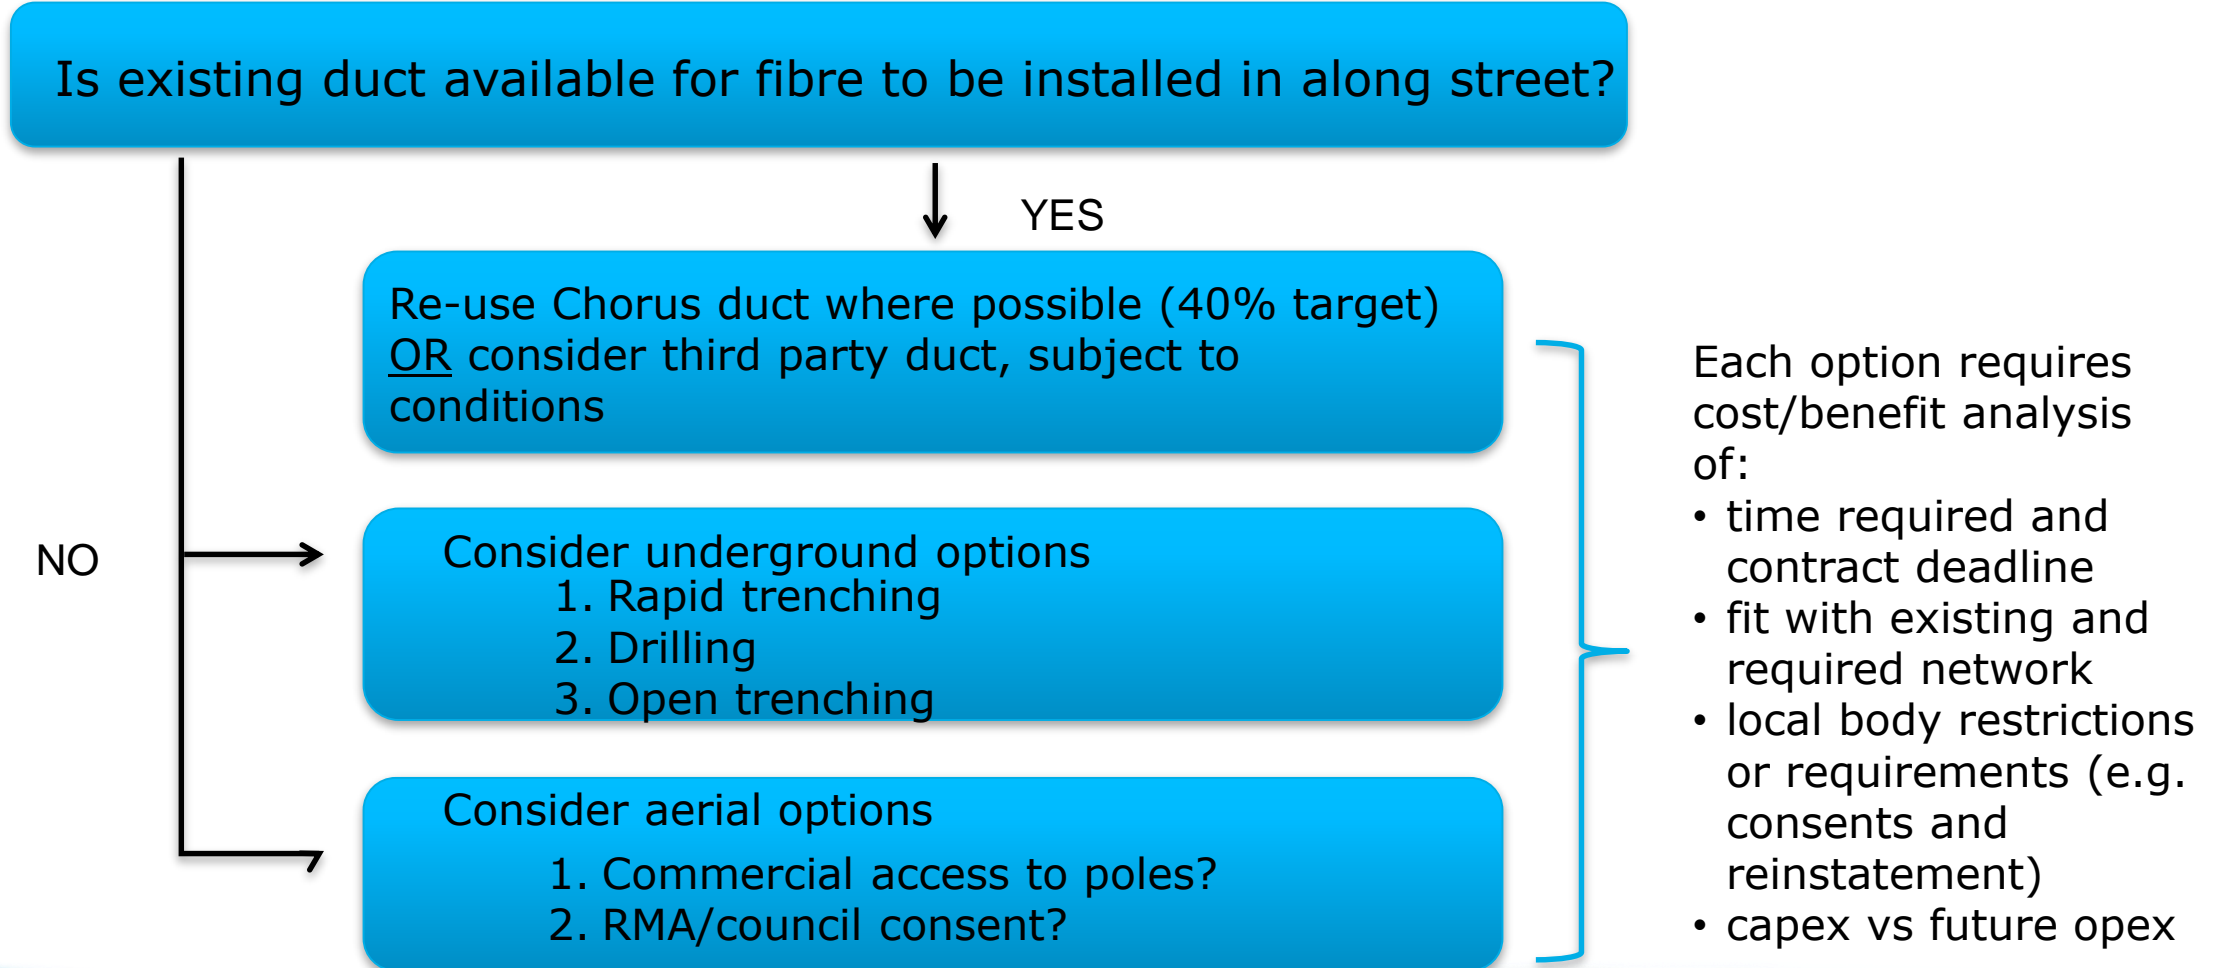 Is existing duct available for fibre to be installed in along street?
YES
Re-use Chorus duct where possible (40% target)
OR consider third party duct, subject to
conditions
NO
Consider underground options
1. Rapid trenching
2. Drilling
3. Open trenching
Consider aerial options
1. Commercial access to poles?
2. RMA/council consent?
Each option requires
cost/benefit analysis
of:
• time required and
contract deadline
• fit with existing and
required network
• local body restrictions
or requirements (e.g.
consents and
reinstatement)
• capex vs future opex